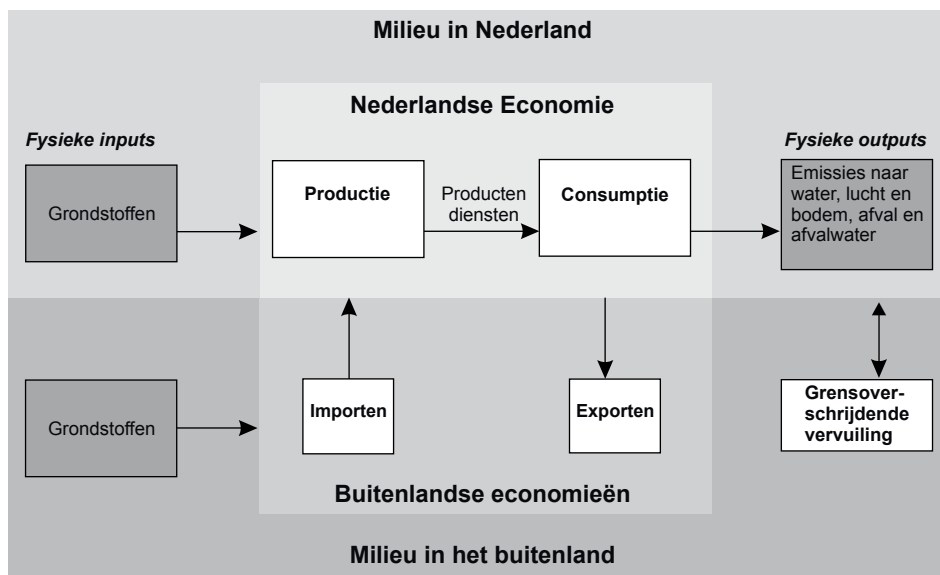 Milieu in Nederland
Nederlandse Economie
Fysieke inputs
Fysieke outputs
Grondstoffen
Productie
Producten
diensten
Consumptie
Emissies naar
water, lucht en
bodem, afval en
afvalwater
Grondstoffen
Importen
Exporten
Grensover-
schrijdende
vervuiling
Buitenlandse economieën
Milieu in het buitenland